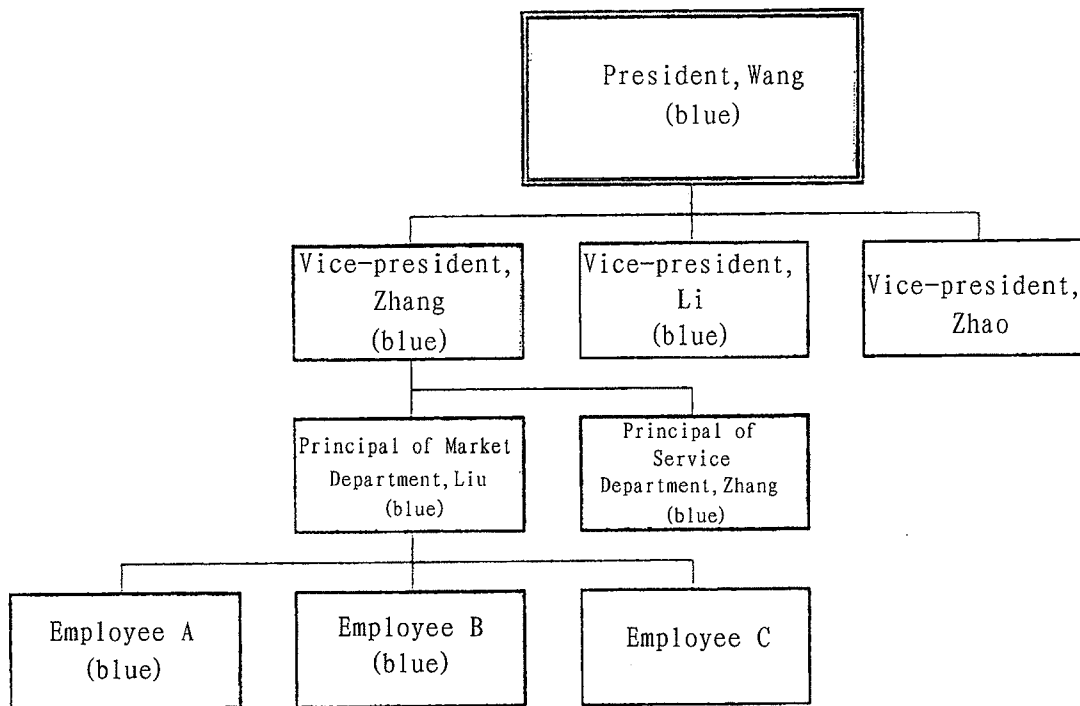 President, Wang
(blue)
Vice-president,
Zhang
(blue)
Vice-president,
Li
(blue)
Vice-president,
Zhao
Principal of Market
Department, Liu
(blue)
Principal of
Service
Department, Zhang
(blue)
Employee A
(blue)
Employee B
(blue)
Employee C